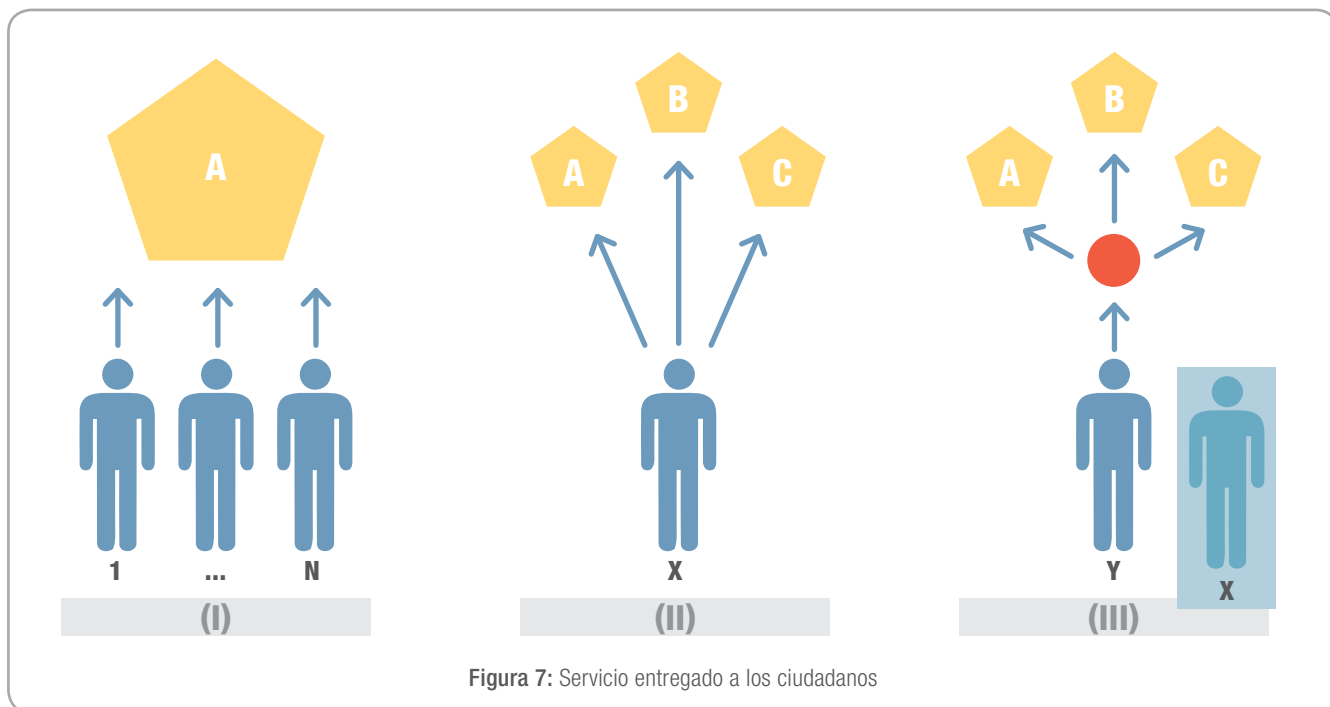 A
1 ... N
(I)
B
A C
X
(II)
B
A C
Y
X
(III)
Figura 7: Servicio entregado a los ciudadanos